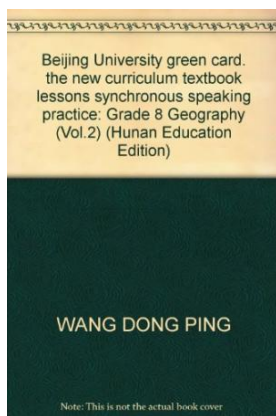 Beijing University green card.
the new curriculum textbook
lessons synchronous speaking
practice: Grade 8 Geography
(Vol.2) (Hunan Education
Edition)
WANG DONG PING
Note: This is not the actual book cover